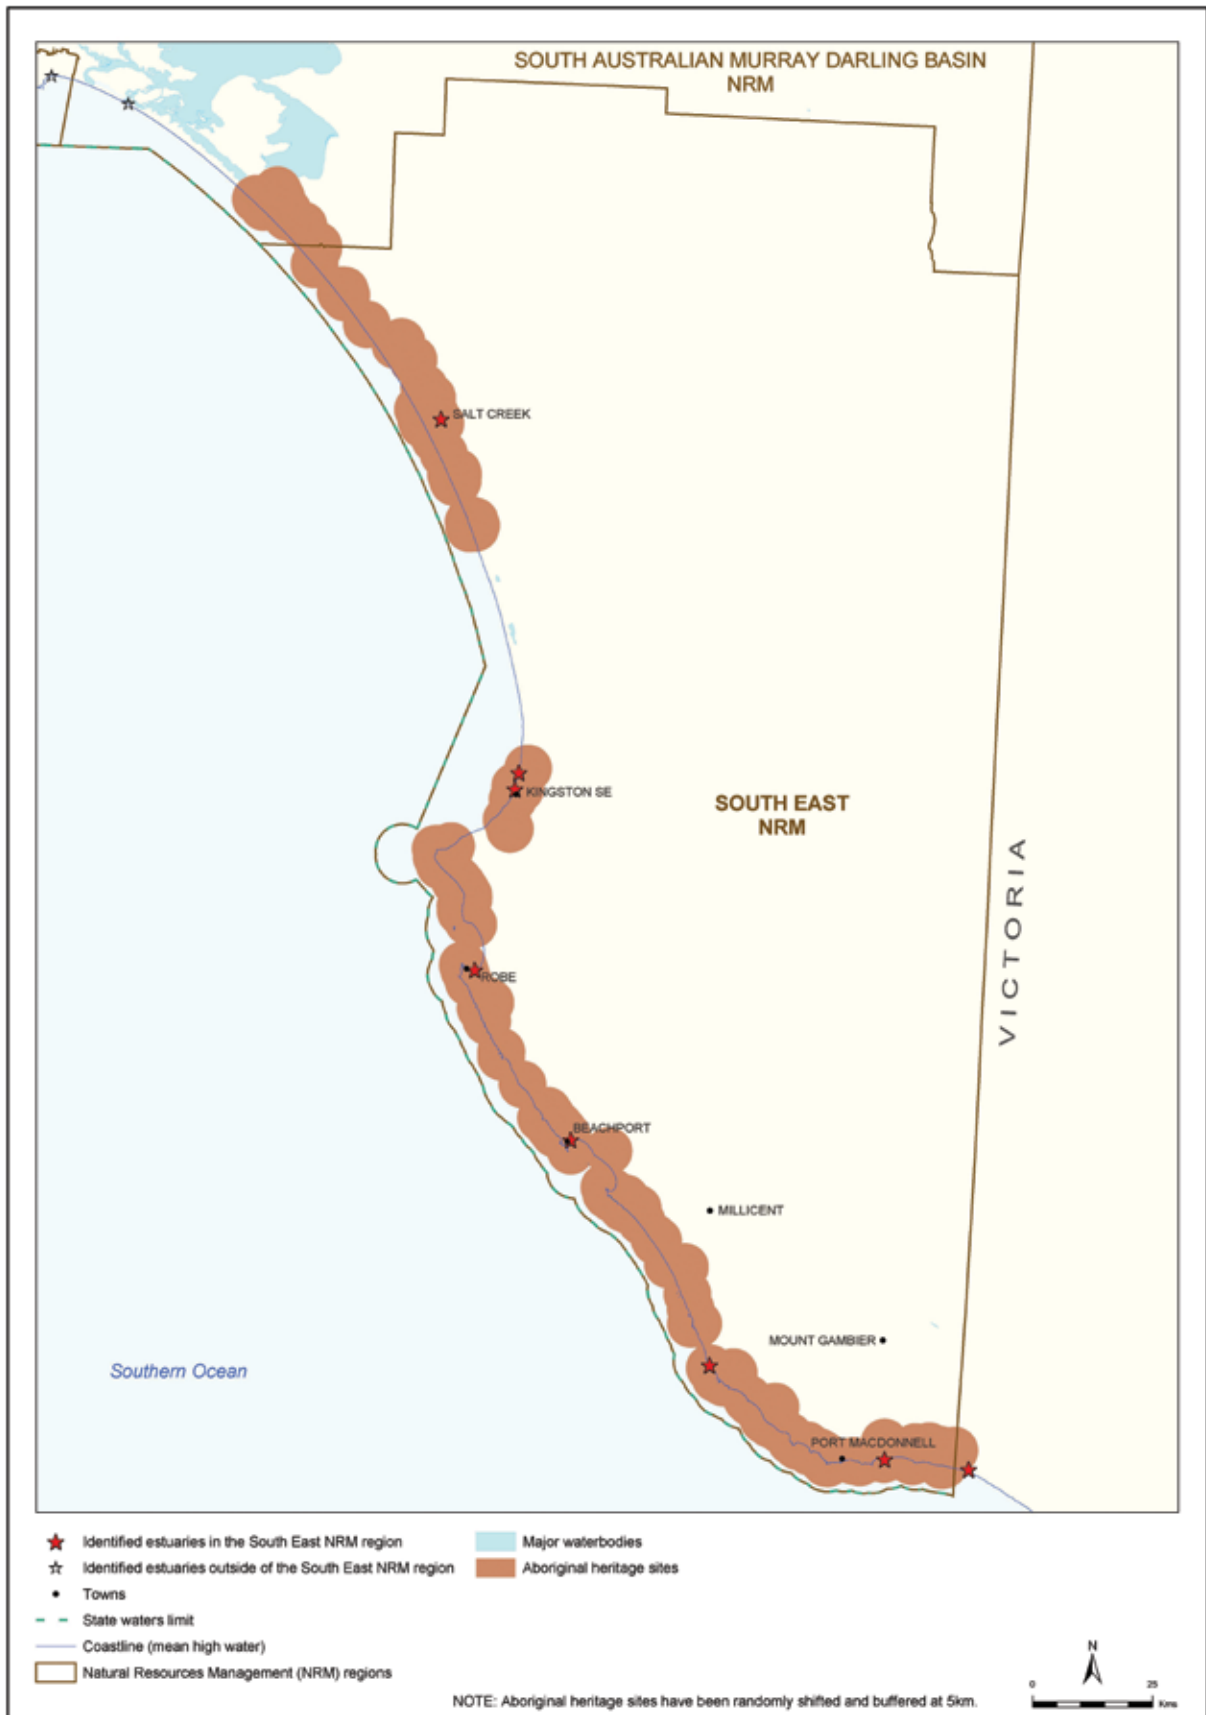 SOUTH AUSTRALIAN MURRAY DARLING BASIN
NRM
SALT CREEK
KINGSTON SE
SOUTH EAST
NRM
VICTORIA
ROBE
BEACHPORT
MILLICENT
MOUNT GAMBIER
Southern Ocean
PORT MACDONNELL
Identified estuaries in the South East NRM region
Identified estuaries outside of the South East NRM region
Towns
State waters limit
Coastline (mean high water)
Natural Resources Management (NRM) regions
Major waterbodies
Aboriginal heritage sites
N
0 25
Kms
NOTE: Aboriginal heritage sites have been randomly shifted and buffered at 5km.